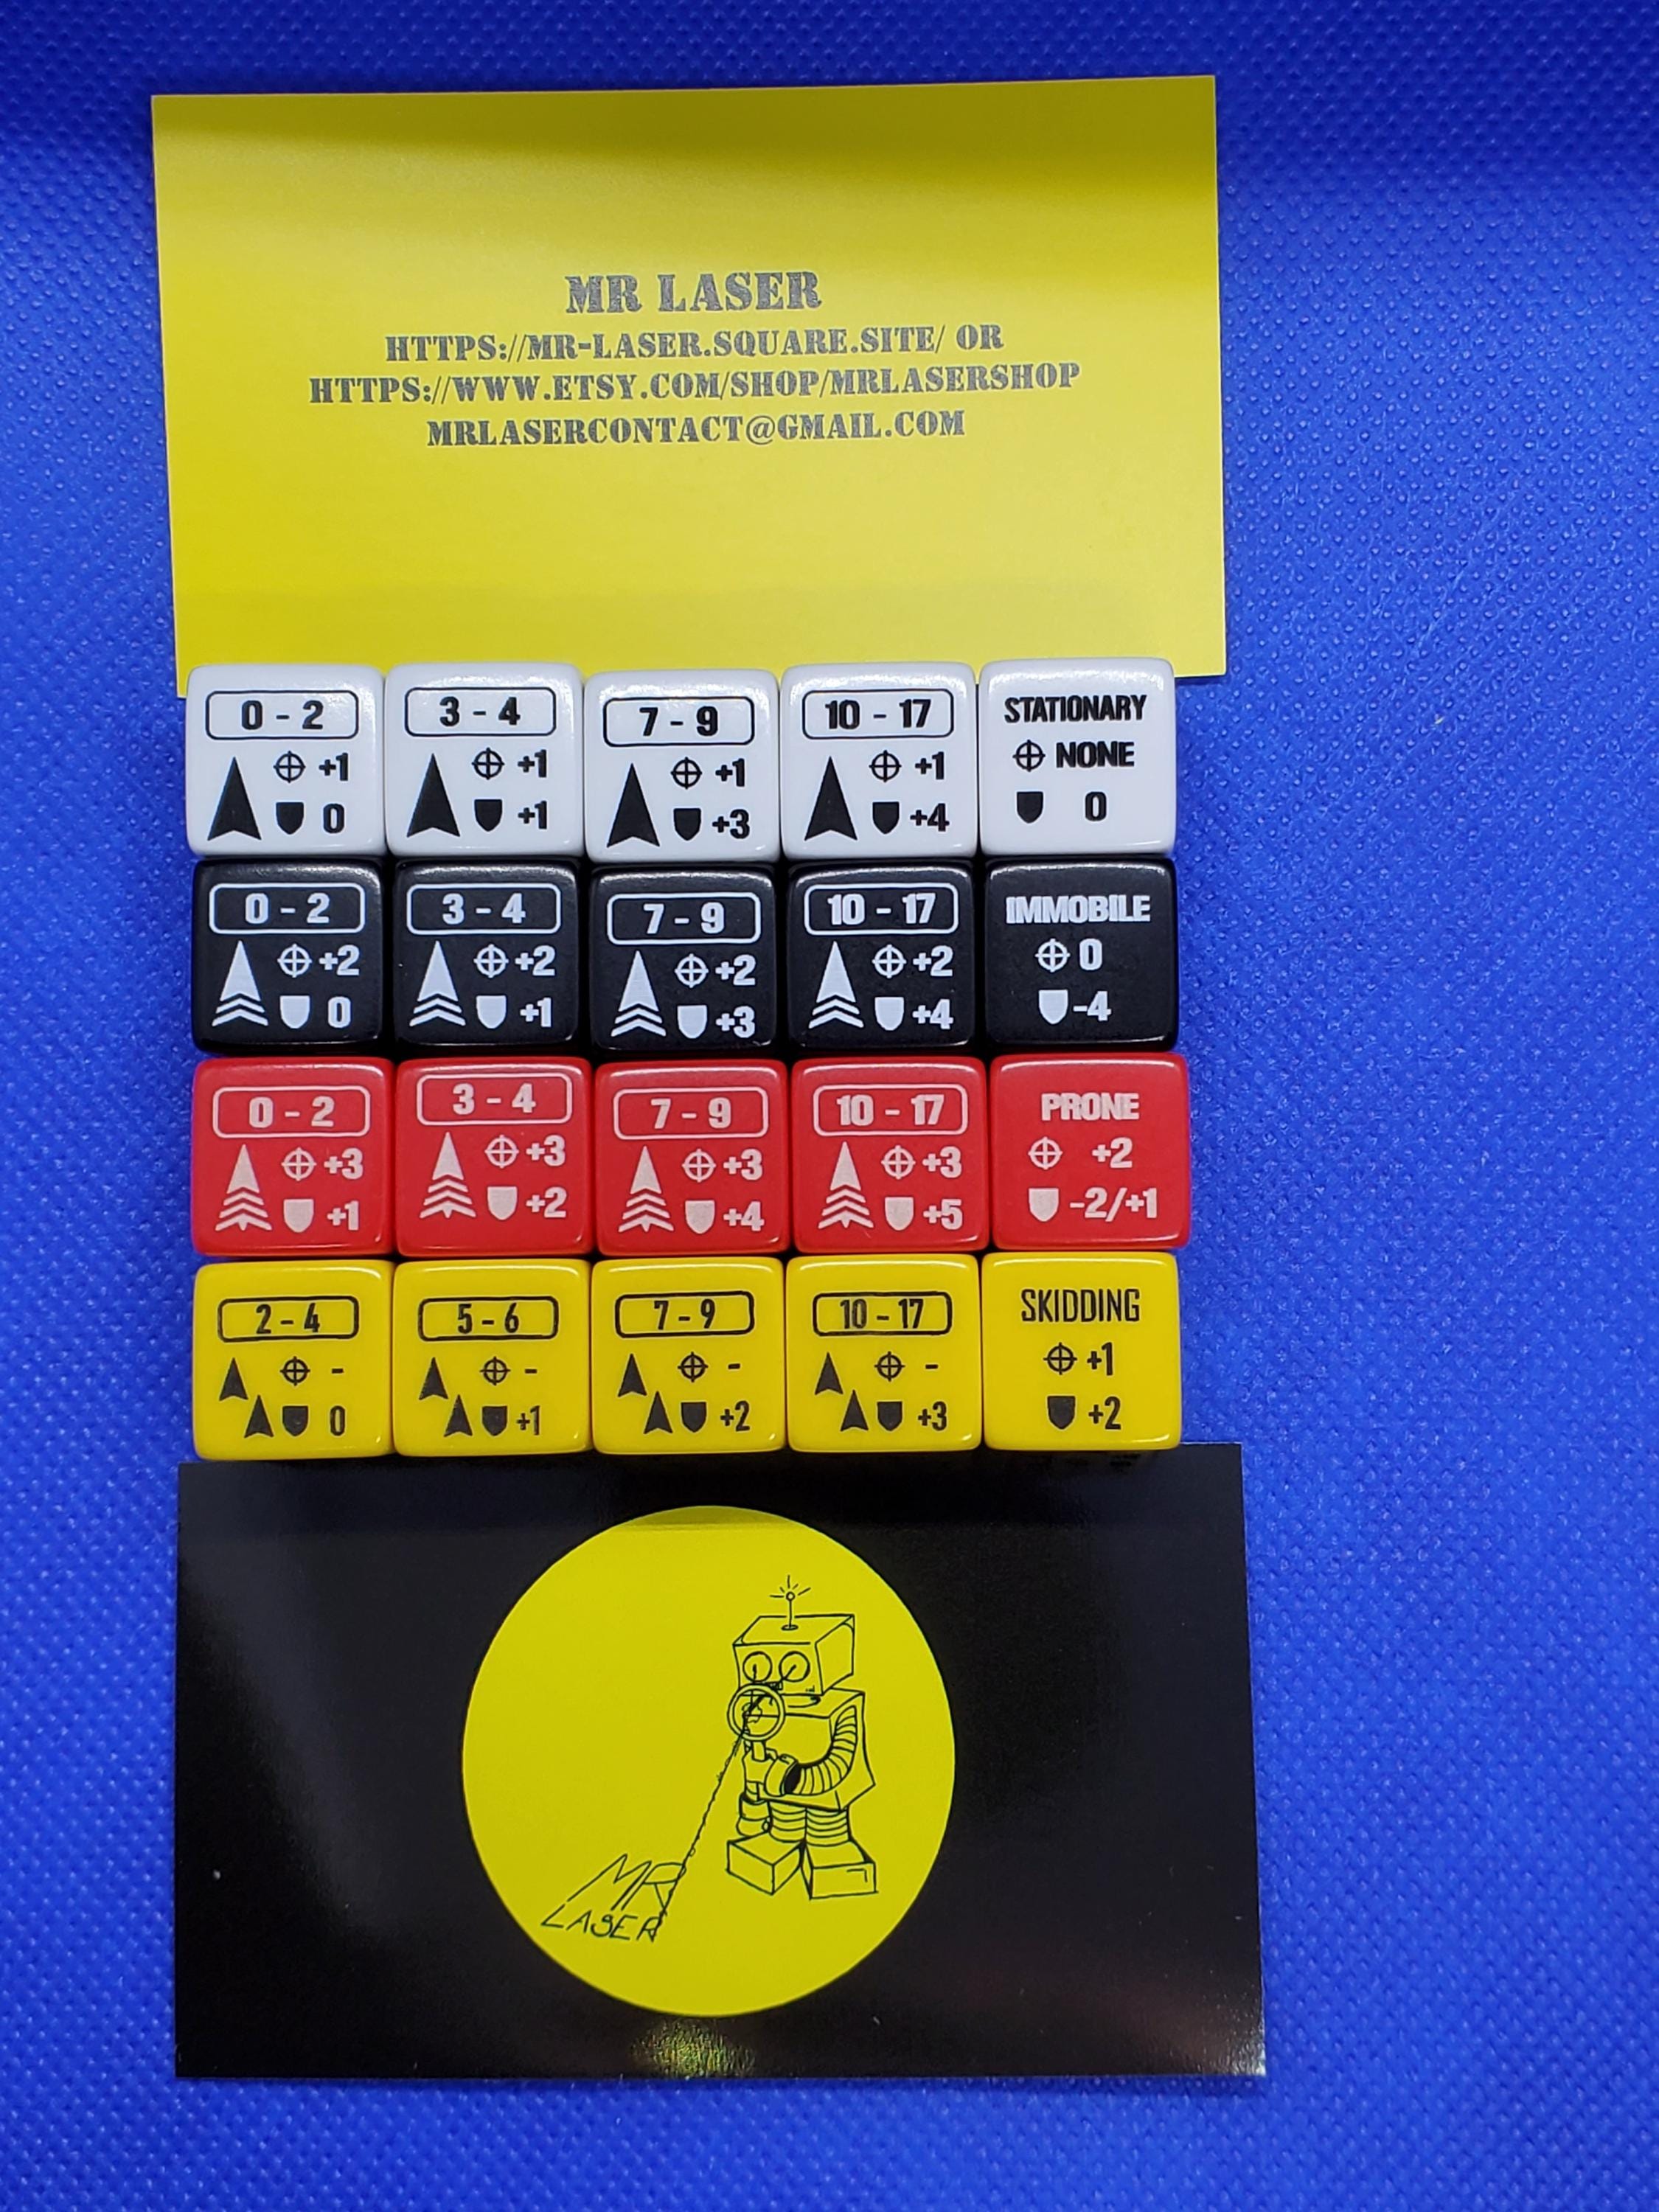 MR LASER
HTTPS://MR-LASER.SQUARE.SITE/ OR
HTTPS://WWW.ETSY.COM/SHOP/MRLASERSHOP
MRLASERCONTACT@GMAIL.COM
0 - 2 3 - 4 7 - 9 10 - 17 STATIONARY
+1 +1 +1 +1 NONE
0 +1 +3 +4 0
0 - 2 3 - 4 7 - 9 10 - 17 IMMOBILE
+2 +2 +2 +2 0
0 +1 +3 +4 -4
0 - 2 3 - 4 7 - 9 10 - 17 PRONE
+3 +3 +3 +3 +2
+1 +2 +4 +5 -2/+1
2 - 4 5 - 6 7 - 9 10 - 17 SKIDDING
- - - - +1
0 +1 +2 +3 +2
MR
LASER